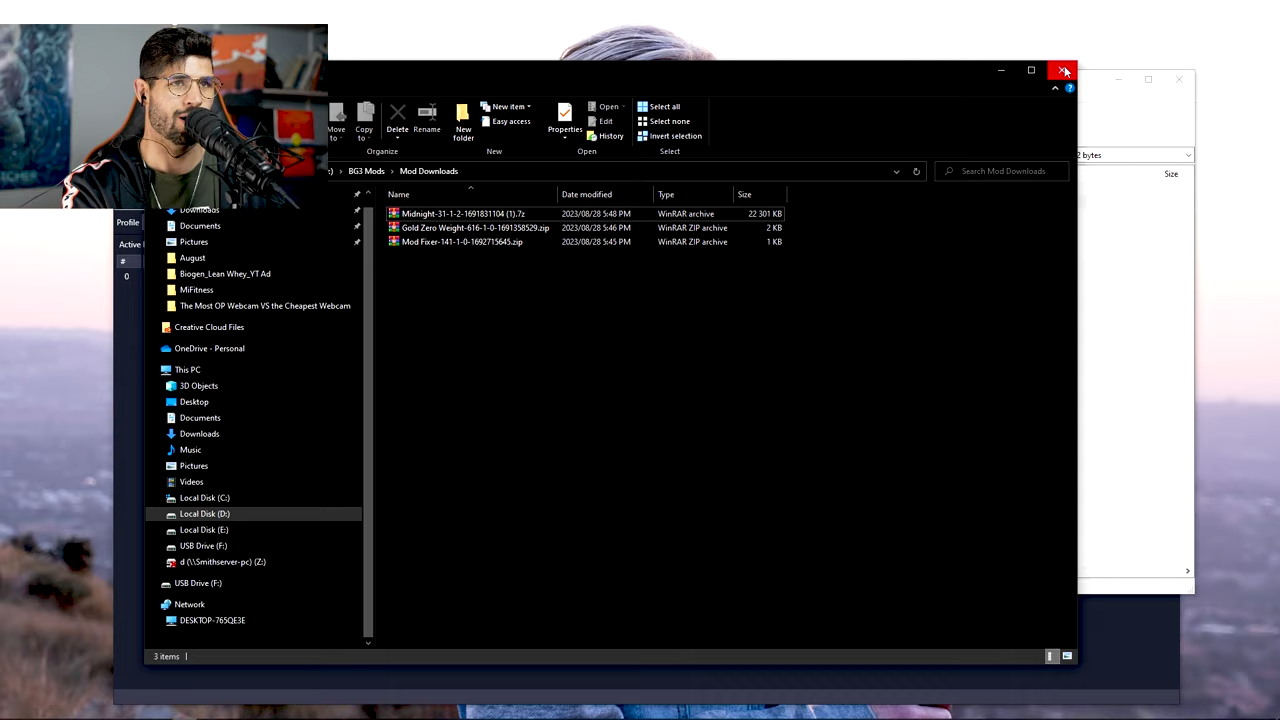 Move to
Copy to
Delete
Rename
New folder
New item
Easy access
Properties
Open
Edit
History
Select all
Select none
Invert selection
Organize
New
Open
Select
BG3 Mods
Mod Downloads
Search Mod Downloads
2 bytes
Size
Name
Date modified
Type
Size
Midnight-31-1-2-1691831104 (1).7z 2023/08/28 5:48 PM WinRAR archive 22 301 KB
Gold Zero Weight-616-1-0-1691358529.zip 2023/08/28 5:46 PM WinRAR ZIP archive 2 KB
Mod Fixer-141-1-0-1692715645.zip 2023/08/28 5:45 PM WinRAR ZIP archive 1 KB
Profile
Active
#
0
Downloads
Documents
Pictures
August
Biogen_Lean Whey_YT Ad
MiFitness
The Most OP Webcam VS the Cheapest Webcam
Creative Cloud Files
OneDrive - Personal
This PC
3D Objects
Desktop
Documents
Downloads
Music
Pictures
Videos
Local Disk (C:)
Local Disk (D:)
Local Disk (E:)
USB Drive (F:)
d (\\Smithserver-pc) (Z:)
USB Drive (F:)
Network
DESKTOP-765QE3E
3 items